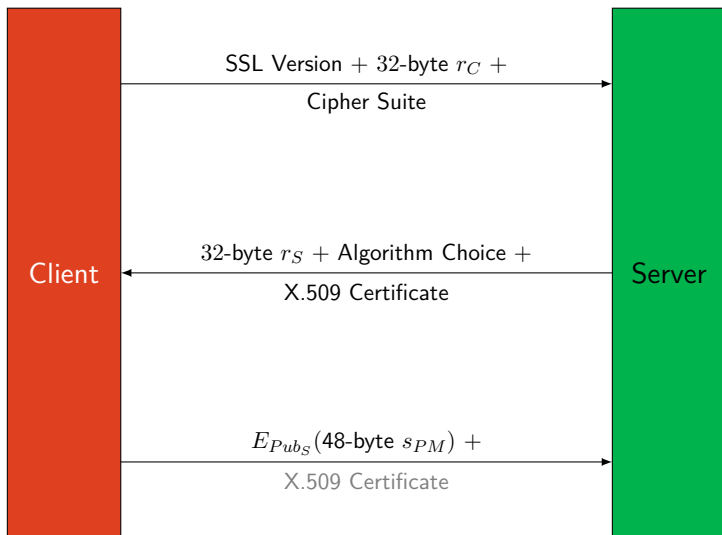 SSL Version + 32-byte r_C +
Cipher Suite
32-byte r_S + Algorithm Choice +
Client
Server
X.509 Certificate
E_{Pub_S}(48-byte s_{PM}) +
X.509 Certificate